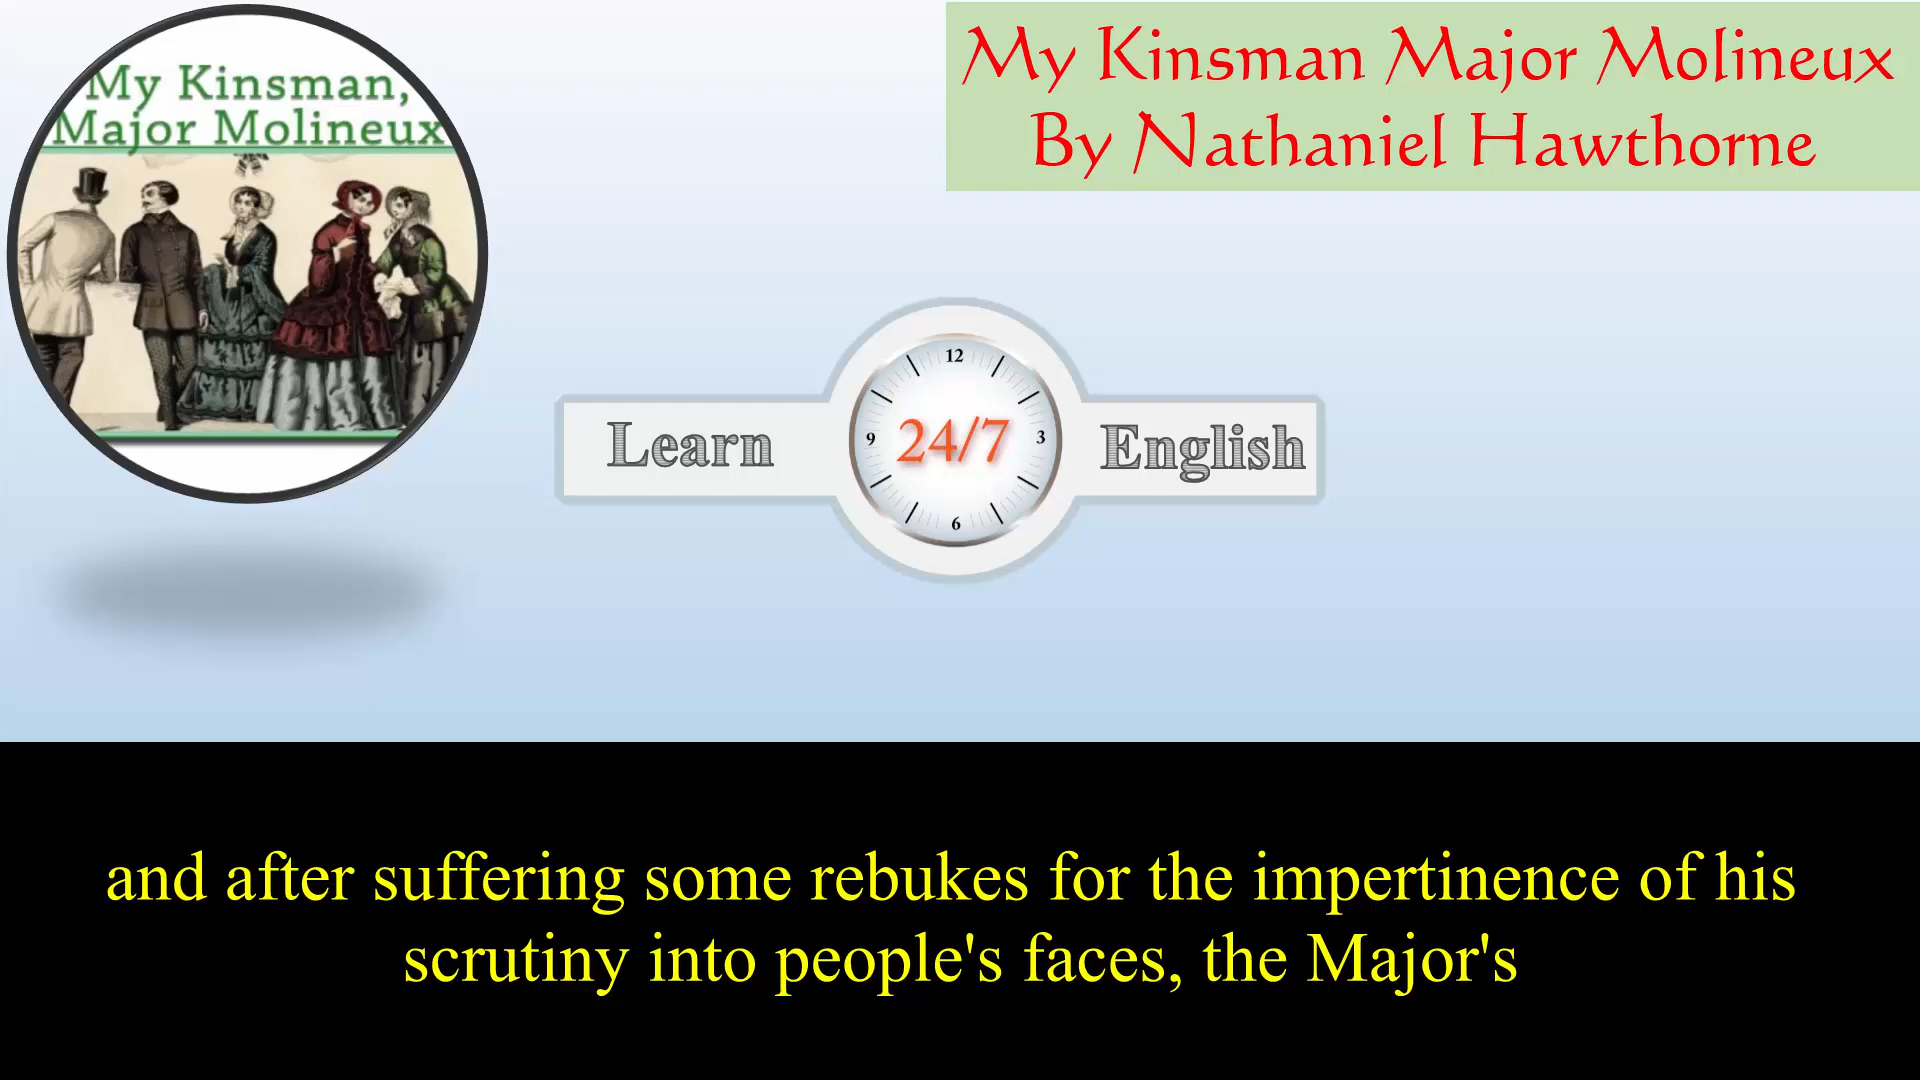 My Kinsman,
Major Molineux
My Kinsman Major Molineux
By Nathaniel Hawthorne
Learn 24/7 English
12
9
3
6
and after suffering some rebukes for the impertinence of his
scrutiny into people's faces, the Major's